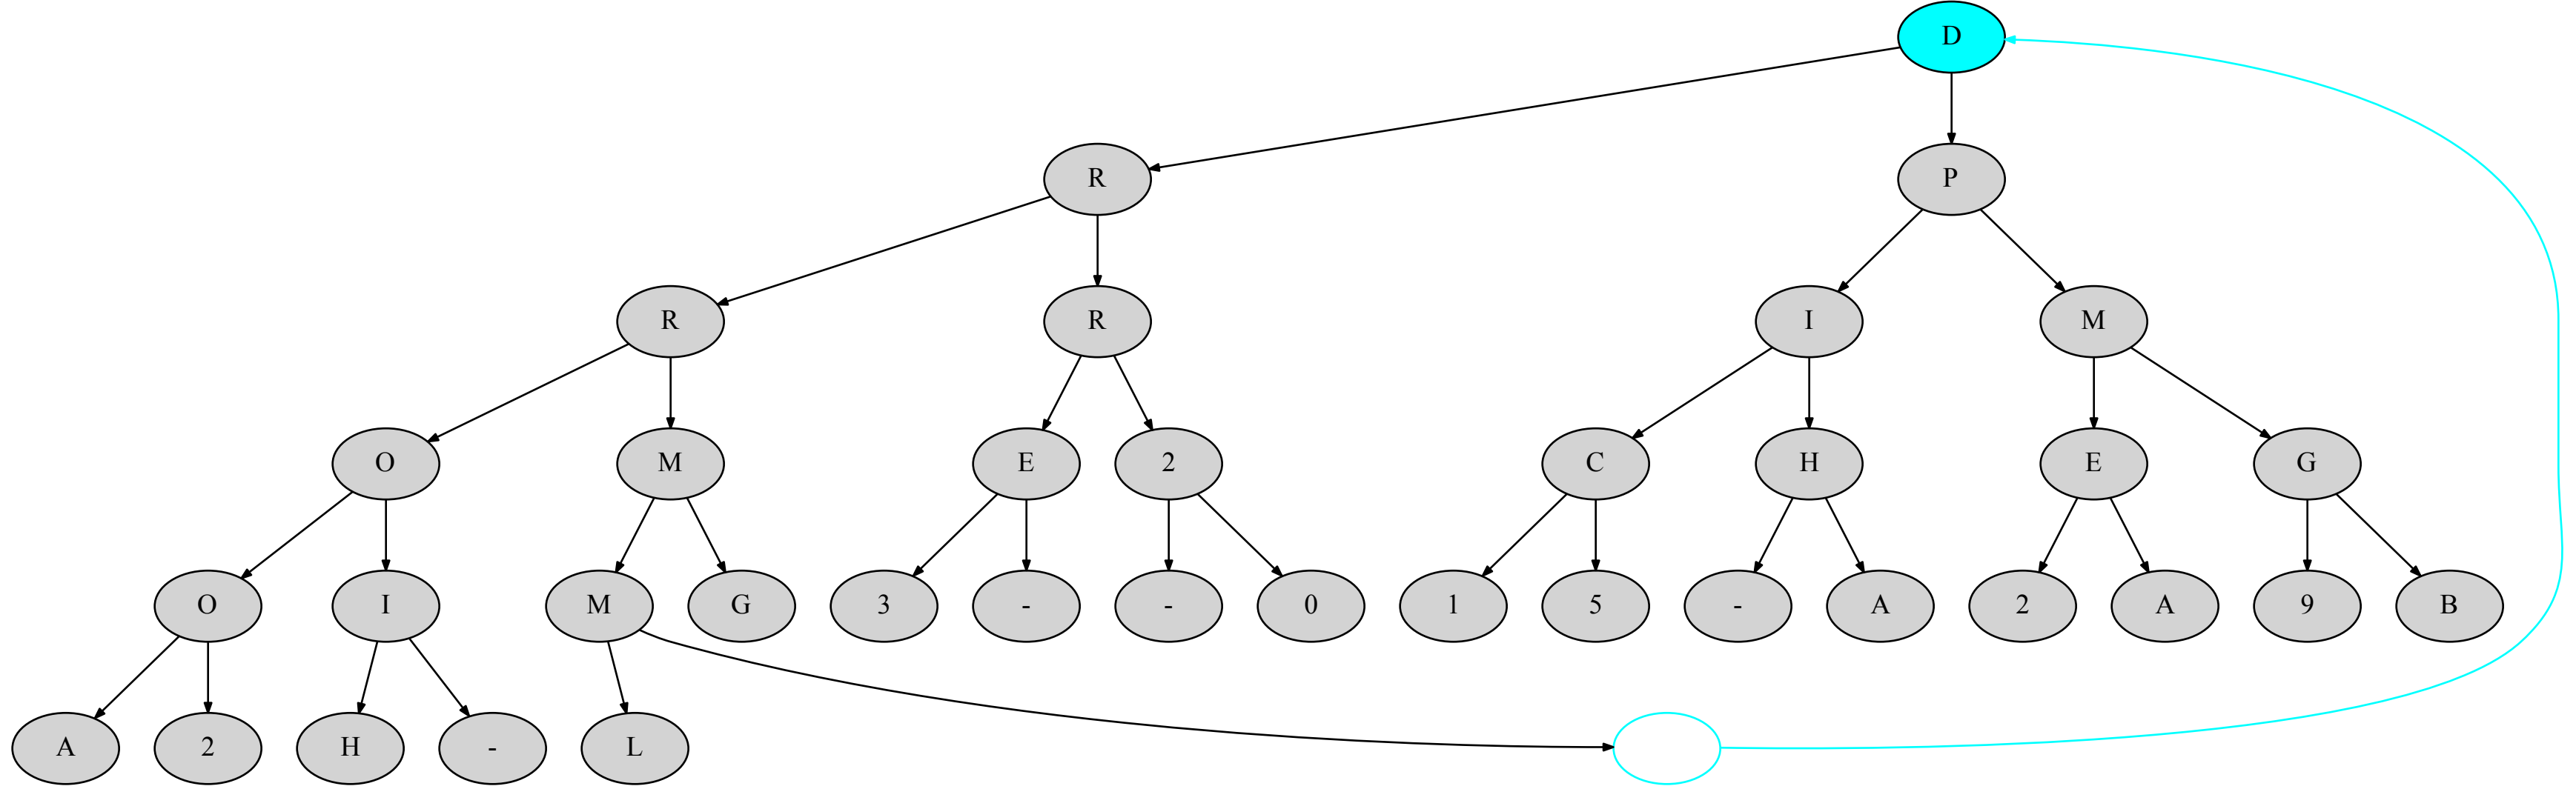 D
R P
R R I M
O M E 2 C H E G
O I M G 3 - - 0 1 5 - A 2 A 9 B
A 2 H - L